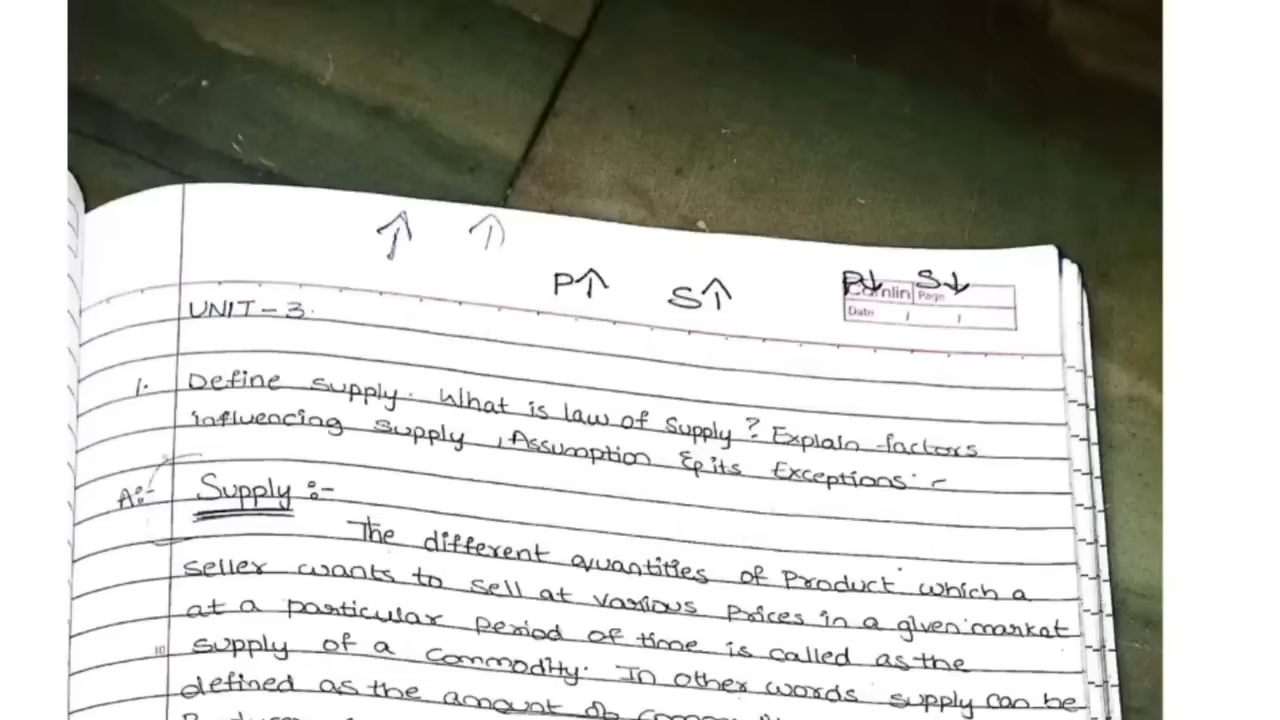 ↑ ↑
P↑ S↑ P↓ S↓
Camlin Page
Date / /
UNIT - 3.
1. Define supply. What is law of Supply? Explain factors
influencing supply, Assumption & its Exceptions:-
A:- Supply :-
The different quantities of Product which a
seller wants to sell at various prices in a given market
at a particular period of time is called as the
10 supply of a commodity. In other words supply can be
defined as the amount of